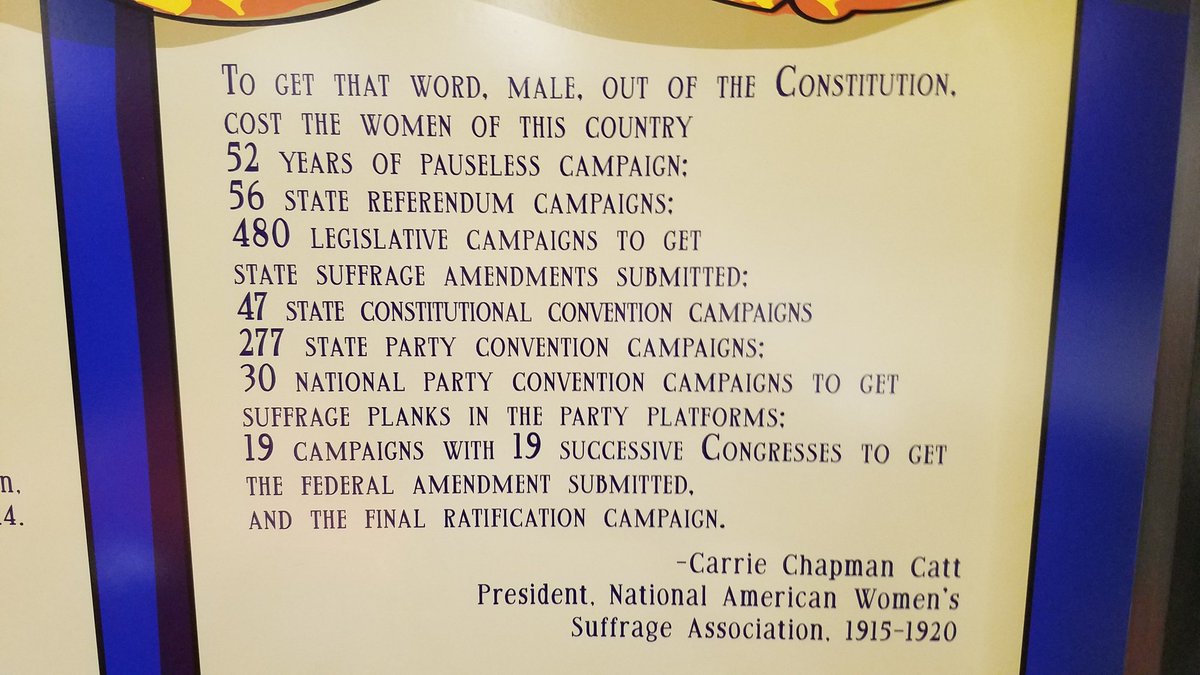 To get that word, male, out of the Constitution,
cost the women of this country
52 years of pauseless campaign;
56 state referendum campaigns;
480 legislative campaigns to get
state suffrage amendments submitted;
47 state constitutional convention campaigns
277 state party convention campaigns;
30 national party convention campaigns to get
suffrage planks in the party platforms;
19 campaigns with 19 successive Congresses to get
the federal amendment submitted,
and the final ratification campaign.
-Carrie Chapman Catt
President, National American Women's
Suffrage Association, 1915-1920